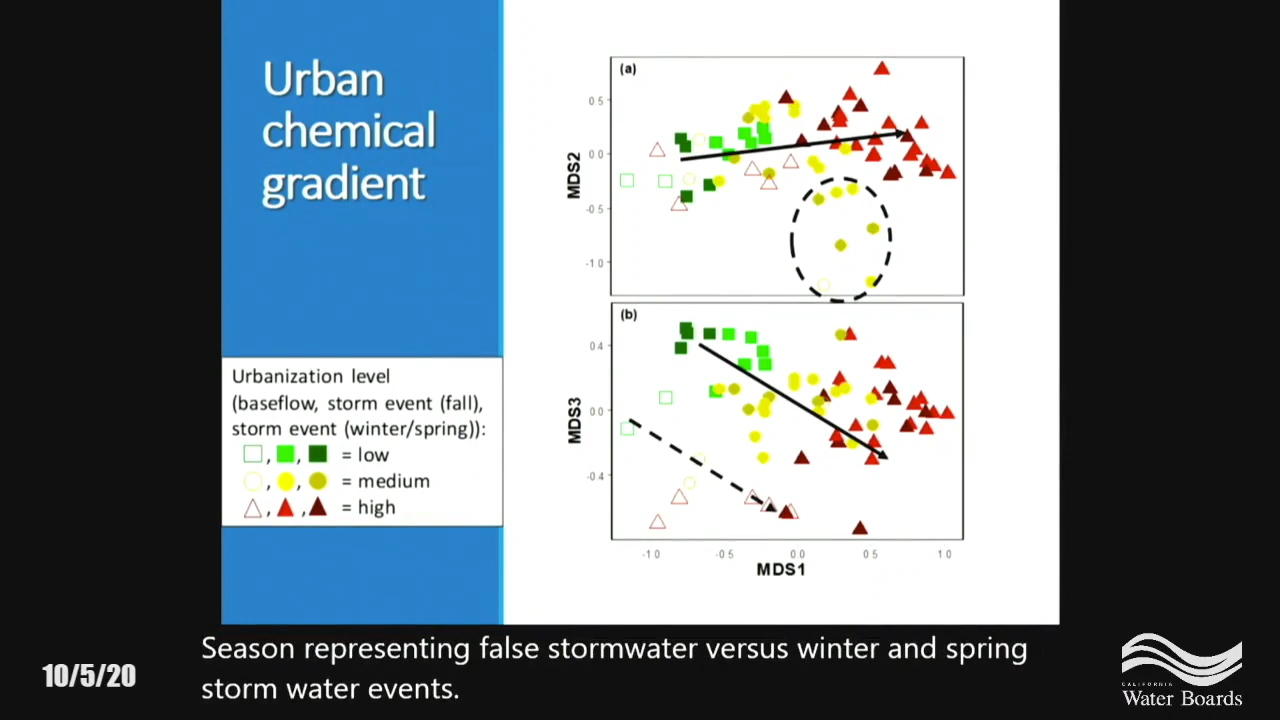 Urban
chemical
gradient
Urbanization level
(baseflow, storm event (fall),
storm event (winter/spring)):
, , = low
, , = medium
, , = high
(a)
0 5
0 0
-0 5
-1 0
MDS2
(b)
0 4
0 0
-0 4
MDS3
-1 0 -0 5 0 0 0 5 1 0
MDS1
Season representing false stormwater versus winter and spring
storm water events.
10/5/20
CALIFORNIA
Water Boards